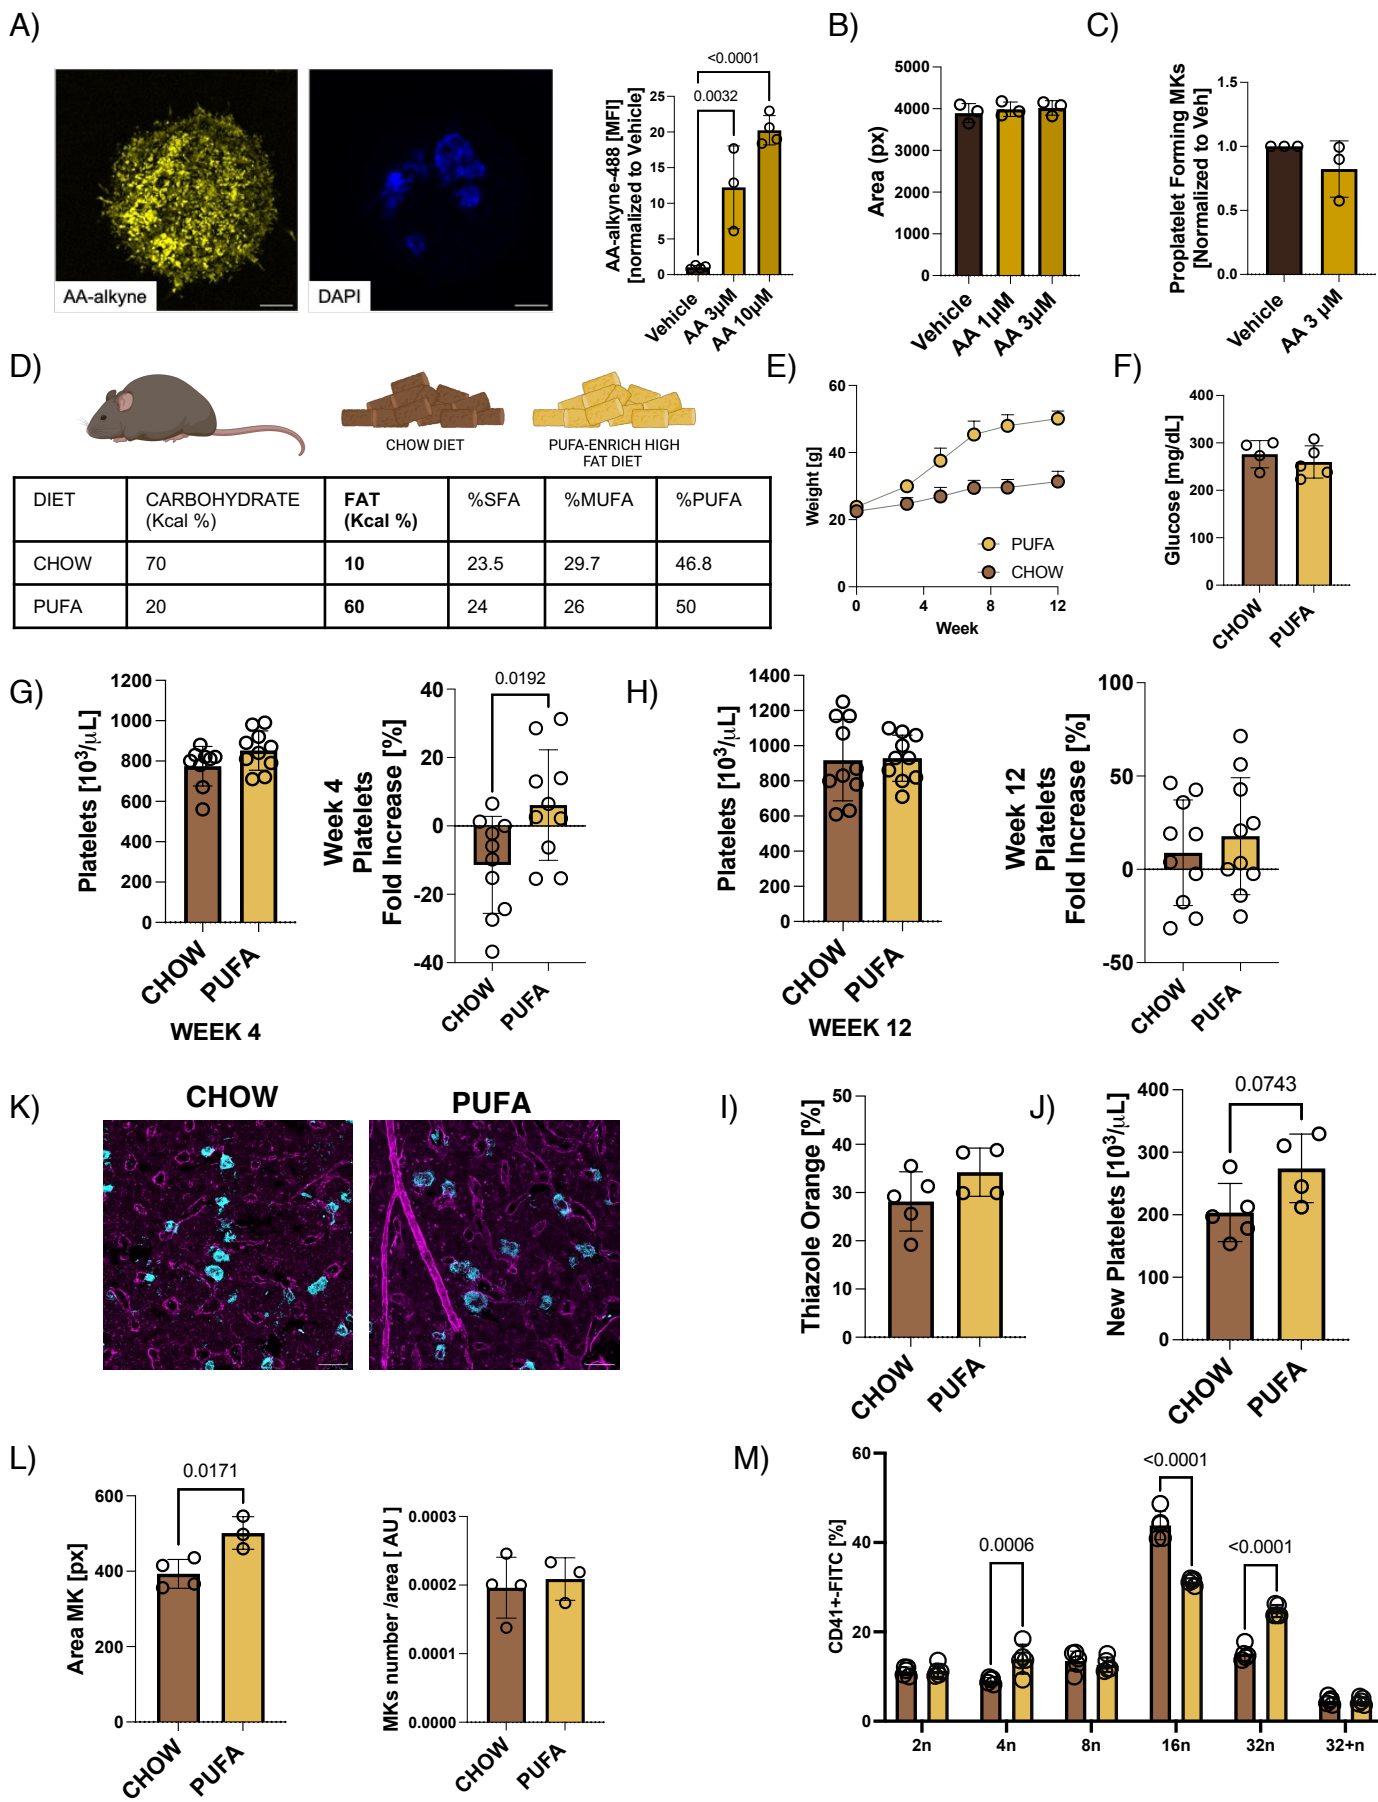 A)
AA-alkyne
DAPI
AA-alkyne-488 [MFI]
[normalized to Vehicle]
<0.0001
0.0032
25
20
15
10
5
0
Vehicle
AA 3µM
AA 10µM
B)
Area (px)
5000
4000
3000
2000
1000
0
Vehicle
AA 1µM
AA 3µM
C)
Proplatelet Forming MKs
[Normalized to Veh]
1.5
1.0
0.5
0.0
Vehicle
AA 3 µM
D)
CHOW DIET
PUFA-ENRICH HIGH
FAT DIET
DIET CARBOHYDRATE (Kcal %) FAT (Kcal %) %SFA %MUFA %PUFA
CHOW 70 10 23.5 29.7 46.8
PUFA 20 60 24 26 50
E)
Weight [g]
60
40
20
0
PUFA
CHOW
0 4 8 12
Week
F)
Glucose [mg/dL]
400
300
200
100
0
CHOW
PUFA
G)
Platelets [10³/µL]
1200
1000
800
600
400
200
0
CHOW
PUFA
WEEK 4
Week 4
Platelets
Fold Increase [%]
0.0192
40
20
0
-20
-40
CHOW
PUFA
H)
Platelets [10³/µL]
1400
1200
1000
800
600
400
200
0
CHOW
PUFA
WEEK 12
Week 12
Platelets
Fold Increase [%]
100
50
0
-50
CHOW
PUFA
K)
CHOW
PUFA
I)
Thiazole Orange [%]
50
40
30
20
10
0
CHOW
PUFA
J)
New Platelets [10³/µL]
0.0743
400
300
200
100
0
CHOW
PUFA
L)
Area MK [px]
0.0171
600
400
200
0
CHOW
PUFA
MKs number /area [ AU ]
0.0003
0.0002
0.0001
0.0000
CHOW
PUFA
M)
CD41+-FITC [%]
60
40
20
0
0.0006
<0.0001
<0.0001
2n 4n 8n 16n 32n 32+n